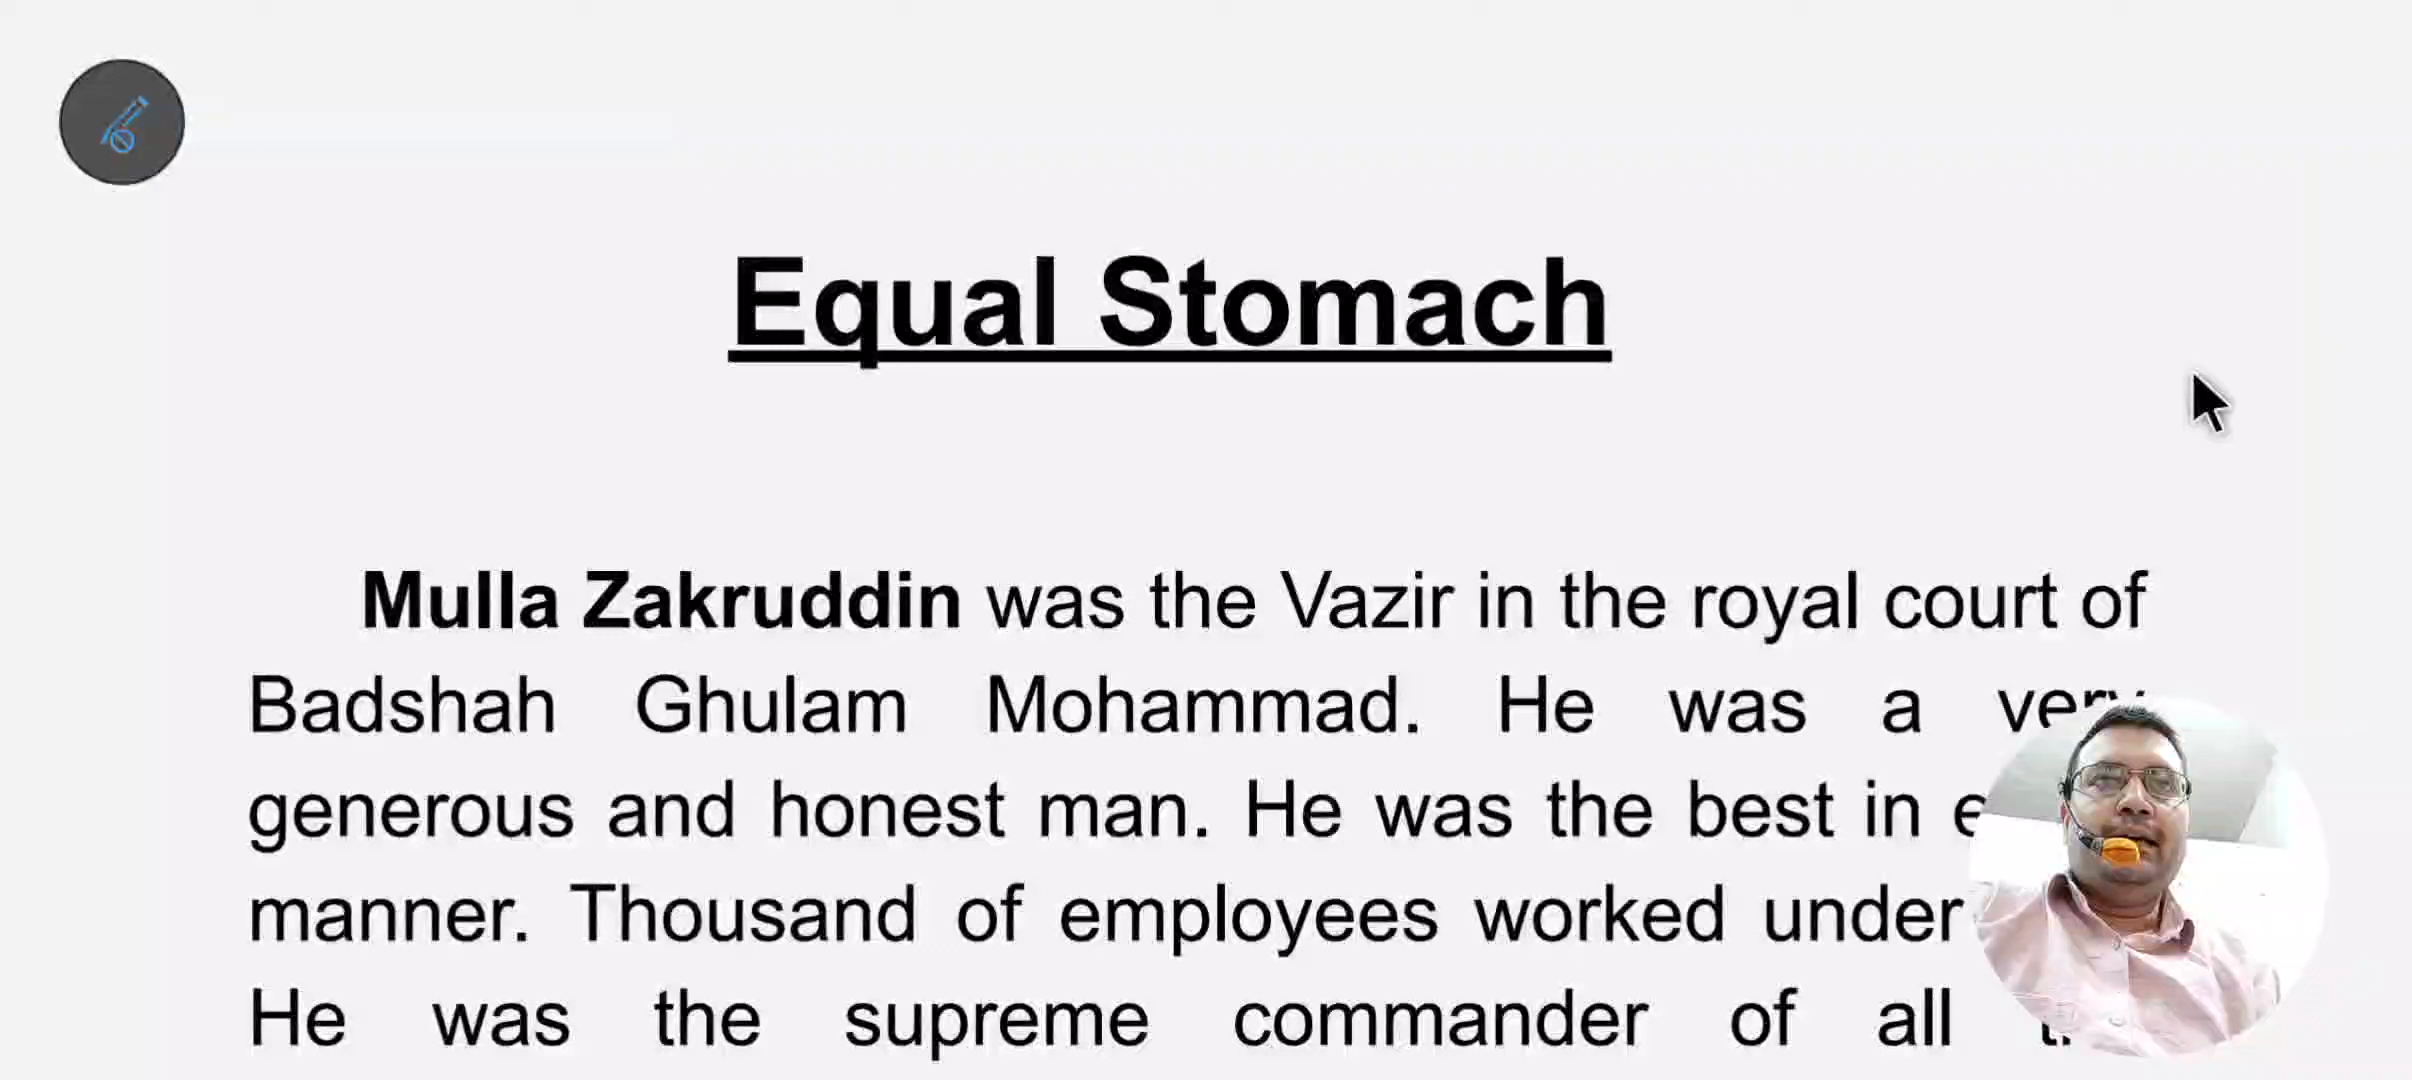 Equal Stomach
Mulla Zakruddin was the Vazir in the royal court of
Badshah Ghulam Mohammad. He was a very
generous and honest man. He was the best in
manner. Thousand of employees worked under
He was the supreme commander of all